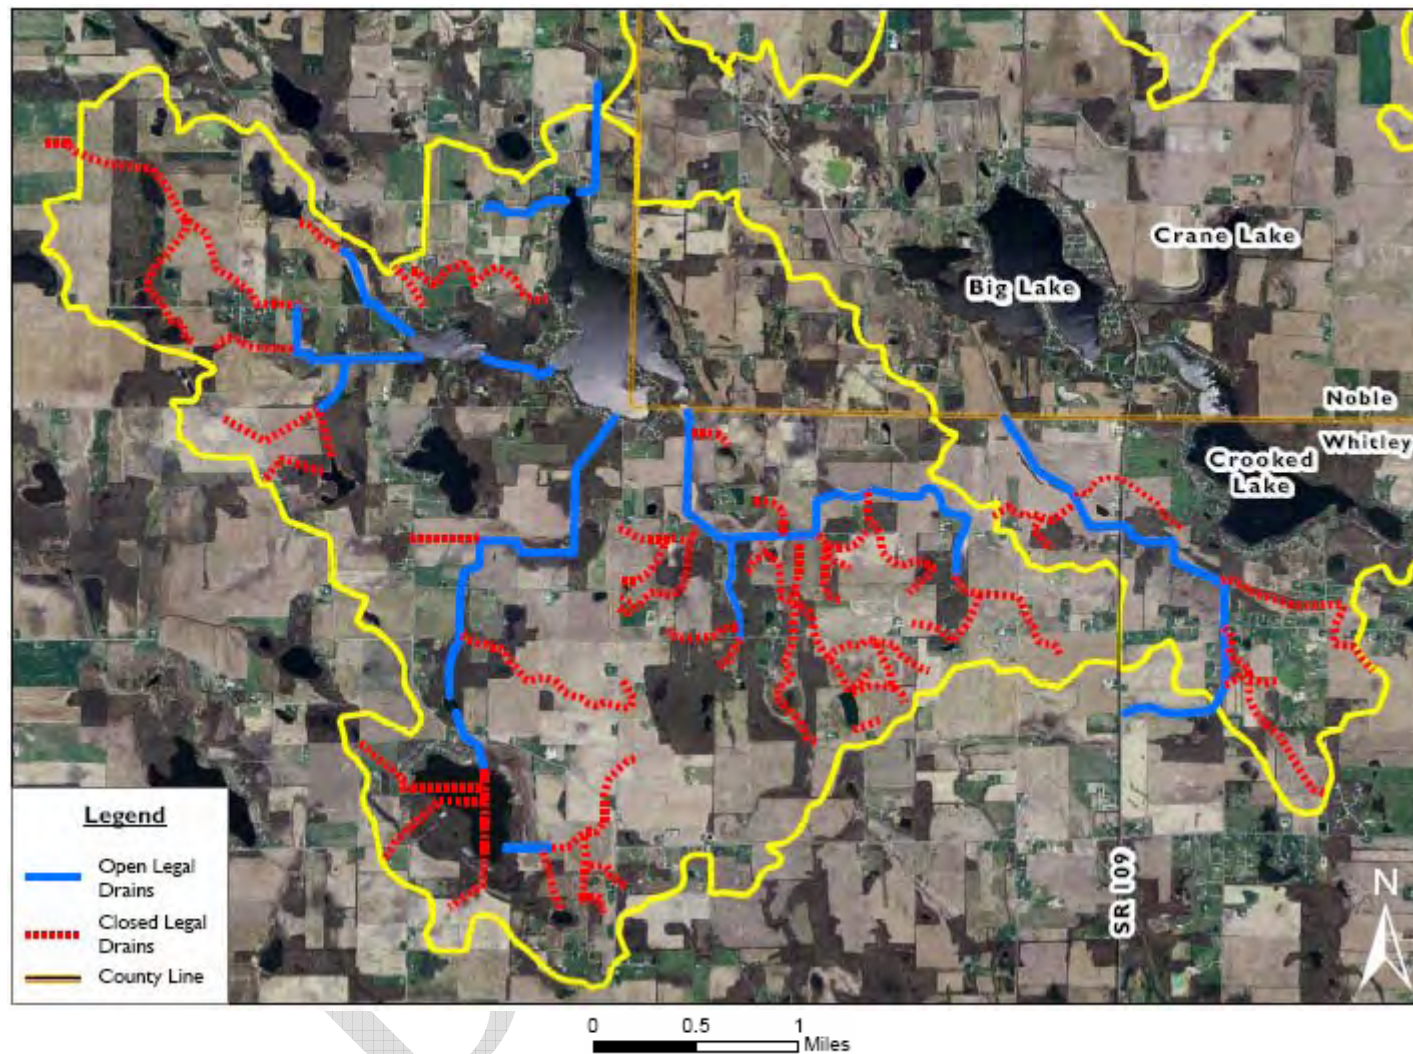 Crane Lake
Big Lake
Noble
Whitley
Crooked
Lake
SR 109
N
Legend
Open Legal
Drains
Closed Legal
Drains
County Line
0 0.5 1
Miles